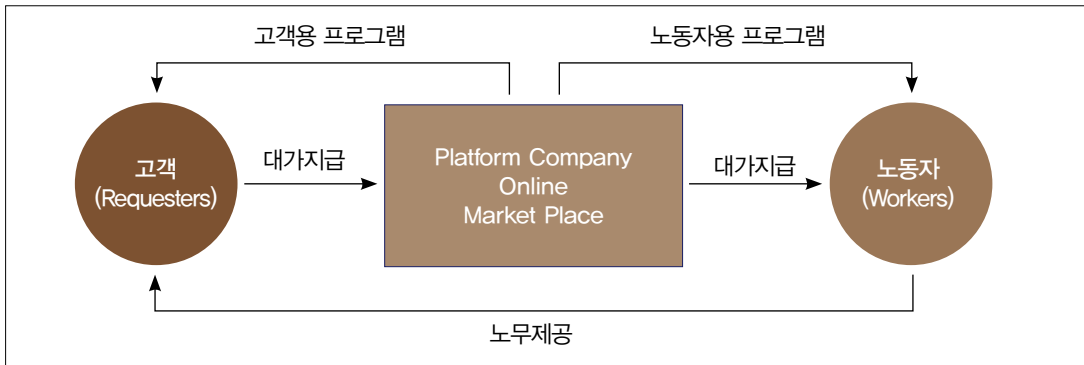 고객용 프로그램
노동자용 프로그램
고객
(Requesters)
대가지급
Platform Company
Online
Market Place
대가지급
노동자
(Workers)
노무제공